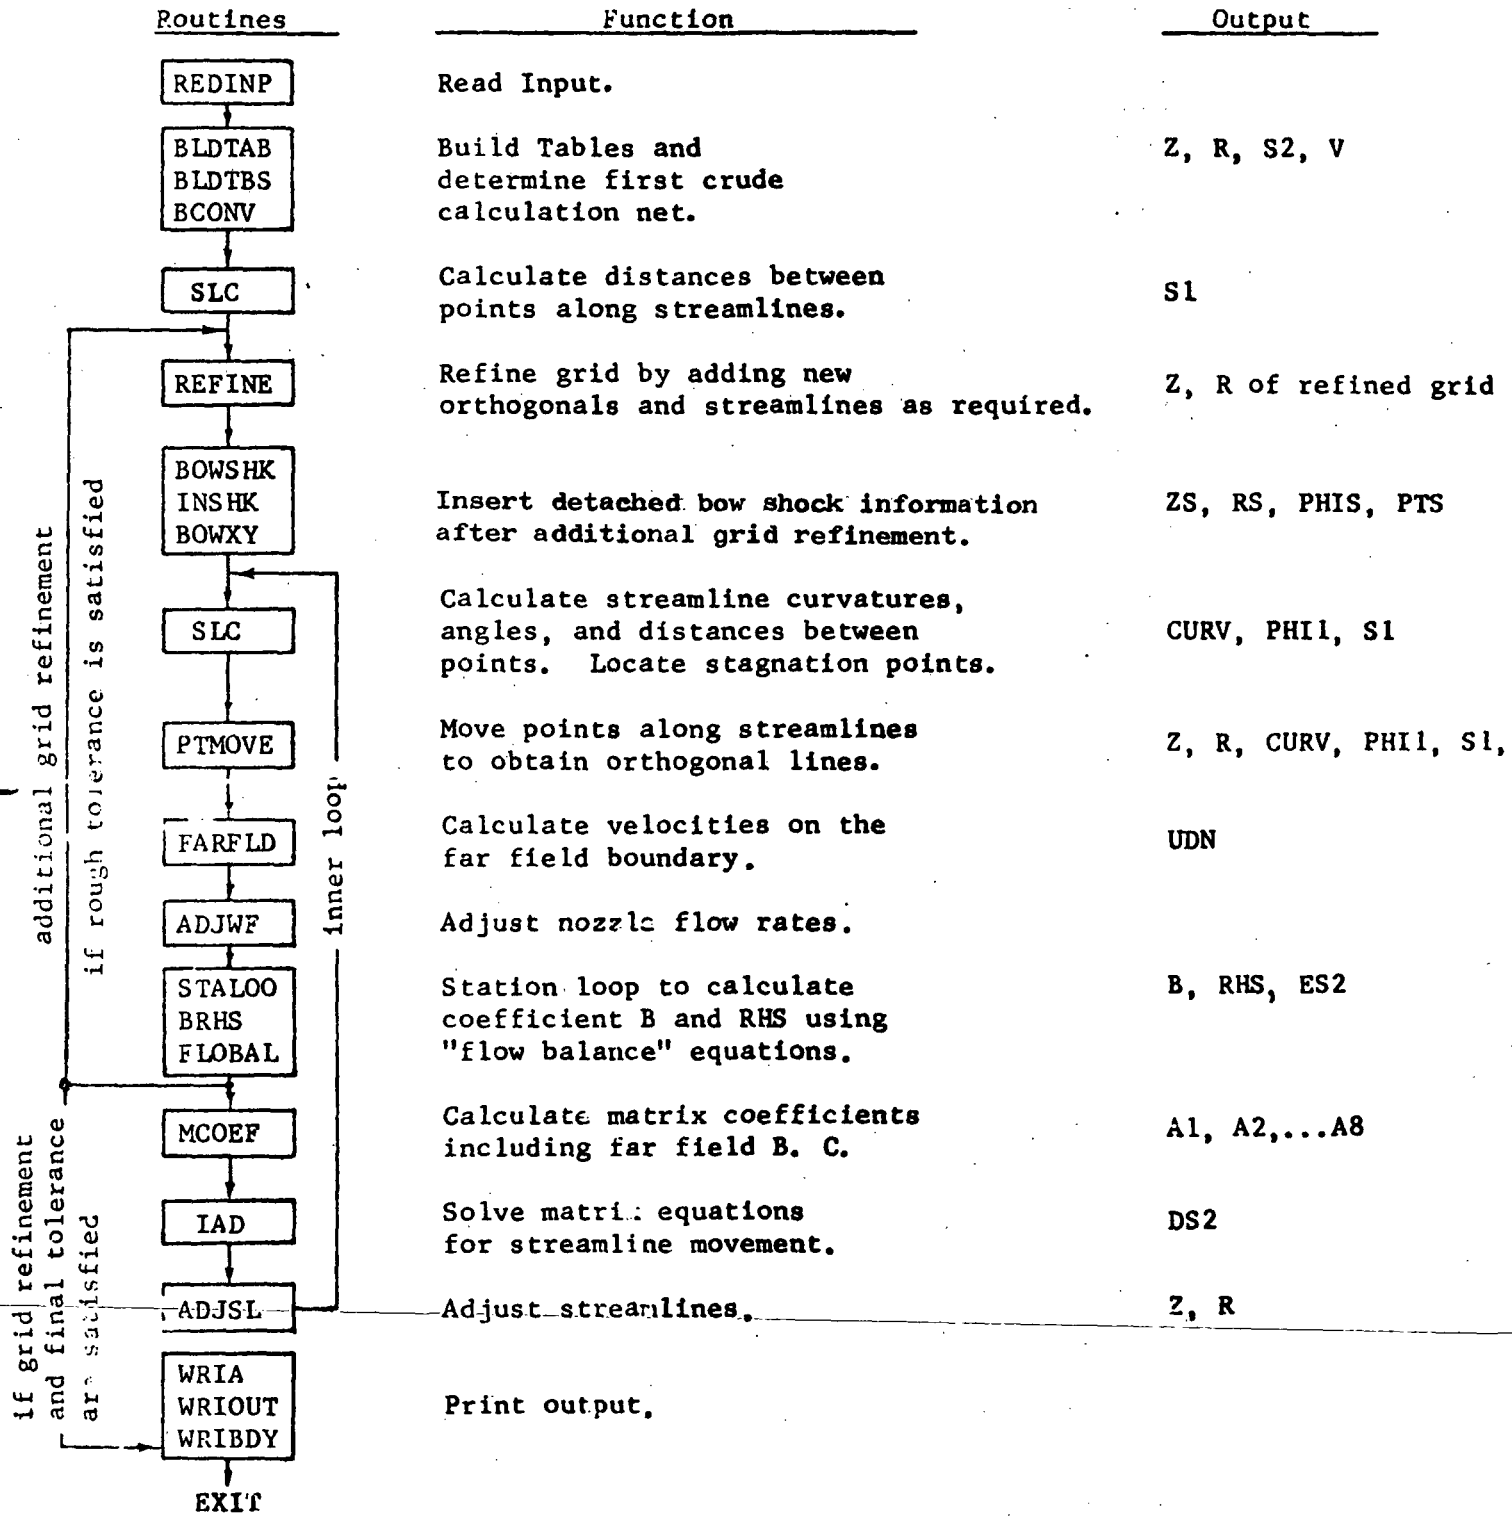 Routines Function Output
REDINP Read Input.
BLDTAB Build Tables and Z, R, S2, V
BLDTBS determine first crude
BCONV calculation net.
SLC Calculate distances between
points along streamlines. S1
REFINE Refine grid by adding new
orthogonals and streamlines as required. Z, R of refined grid
BOWSHK
INSHK Insert detached bow shock information ZS, RS, PHIS, PTS
BOWXY after additional grid refinement.
Calculate streamline curvatures,
SLC angles, and distances between CURV, PHI1, S1
points. Locate stagnation points.
PTMOVE Move points along streamlines Z, R, CURV, PHI1, S1,
to obtain orthogonal lines.
FARFLD Calculate velocities on the UDN
far field boundary.
ADJWF Adjust nozzle flow rates.
STALOO Station loop to calculate B, RHS, ES2
BRHS coefficient B and RHS using
FLOBAL "flow balance" equations.
MCOEF Calculate matrix coefficients A1, A2,...A8
including far field B. C.
IAD Solve matri equations DS2
for streamline movement.
ADJSL Adjust streamlines. Z, R
WRIA
WRIOUT Print output.
WRIBDY
EXIT
additional grid refinement
if rough tolerance is satisfied
inner loop
if grid refinement
and final tolerance
are satisfied